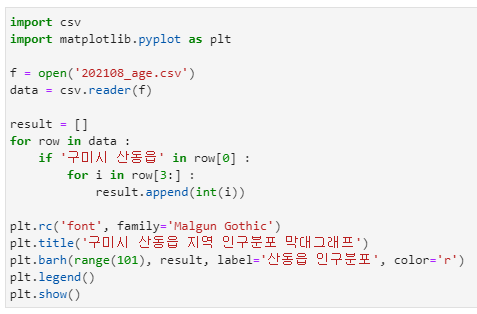 import csv
import matplotlib.pyplot as plt

f = open('202108_age.csv')
data = csv.reader(f)

result = []
for row in data :
    if '구미시 산동읍' in row[0] :
        for i in row[3:] :
            result.append(int(i))

plt.rc('font', family='Malgun Gothic')
plt.title('구미시 산동읍 지역 인구분포 막대그래프')
plt.barh(range(101), result, label='산동읍 인구분포', color='r')
plt.legend()
plt.show()